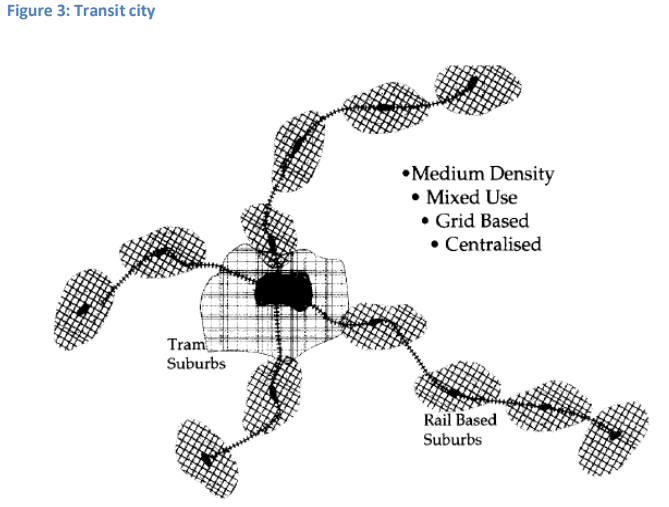 Figure 3: Transit city
•Medium Density
• Mixed Use
• Grid Based
• Centralised
Tram
Suburbs
Rail Based
Suburbs